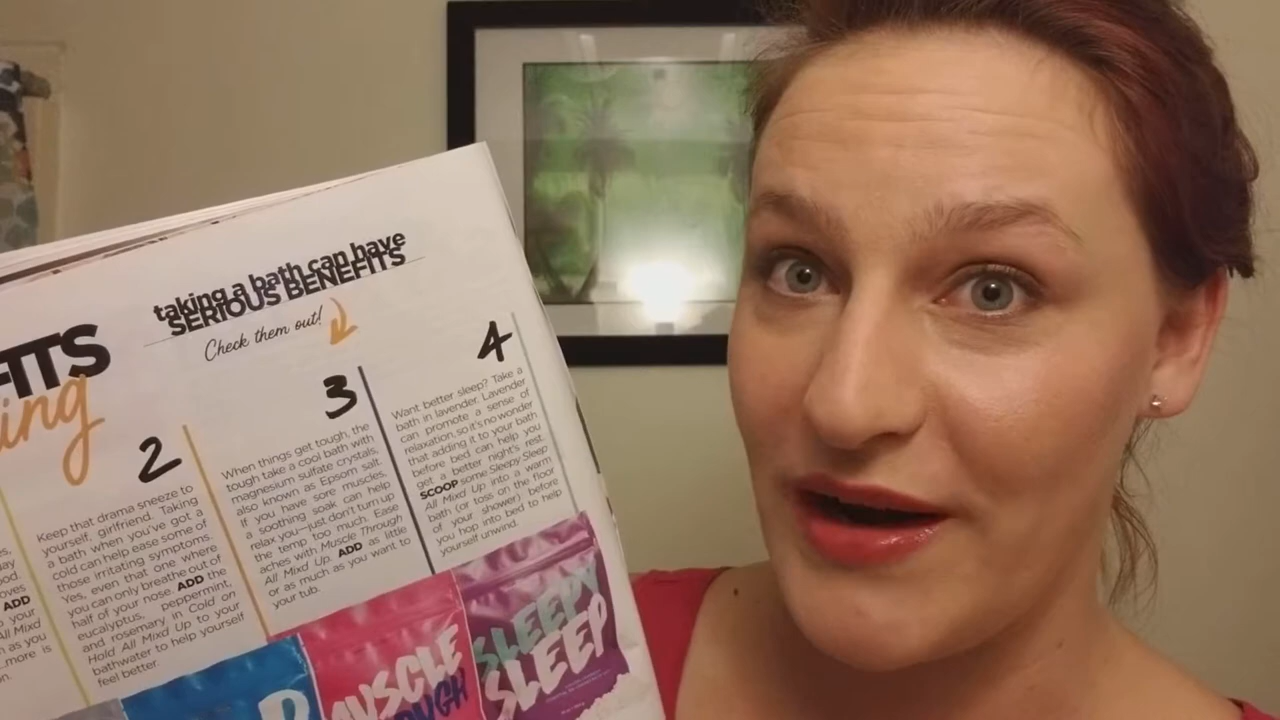 taking a bath can have
SERIOUS BENEFITS
Check them out!
ITS
ing
ADD
2
Keep that drama sneeze to
yourself, girlfriend. Taking
a bath when you've got a
cold can help ease some of
those irritating symptoms.
Yes, even that one where
you can only breathe out of
half of your nose. ADD the
eucalyptus, peppermint,
and rosemary in Cold on
Hold All Mixed Up to your
bathwater to help yourself
feel better.
3
When things get tough, the
tough take a cool bath with
magnesium sulfate crystals,
also known as Epsom salt.
If you have sore muscles,
a soothing soak can help
relax you—just don't turn up
the temp too much. Ease
aches with Muscle Through
All Mixed Up. ADD as little
or as much as you want to
your tub.
4
Want better sleep? Take a
bath in lavender. Lavender
can promote a sense of
relaxation, so it's no wonder
that adding it to your bath
before bed can help you
get a better night's rest.
SCOOP some Sleepy Sleep
All Mixed Up into a warm
bath (or toss on the floor
of your shower) before
you hop into bed to help
yourself unwind.
MUSCLE
SLEEPY
SLEEP